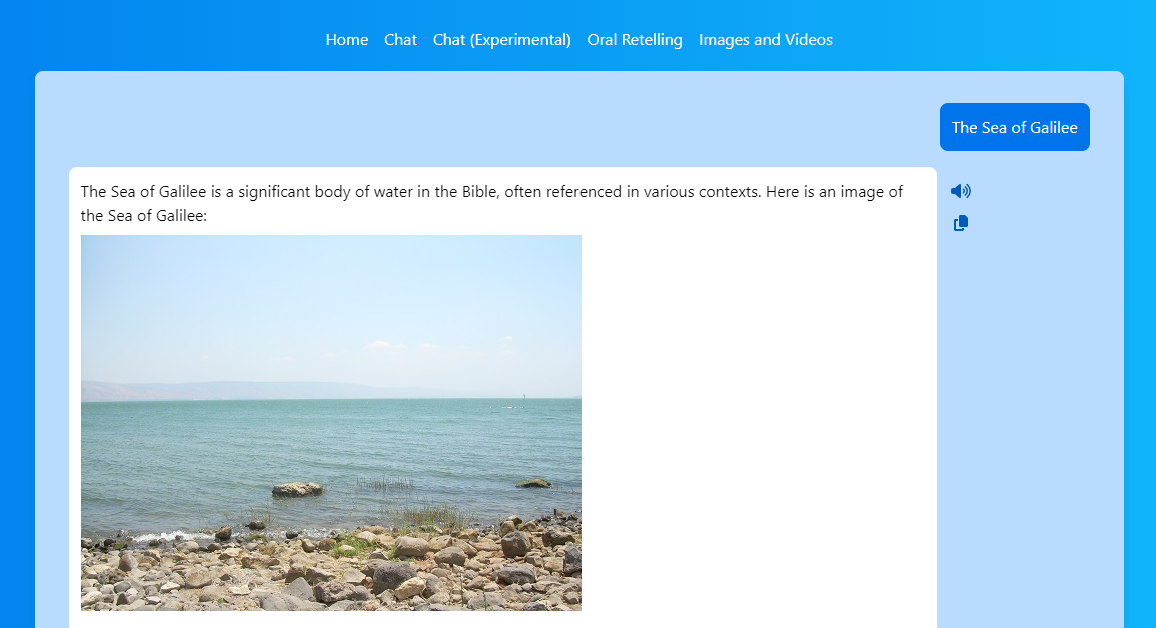 Home Chat Chat (Experimental) Oral Retelling Images and Videos
The Sea of Galilee
The Sea of Galilee is a significant body of water in the Bible, often referenced in various contexts. Here is an image of
the Sea of Galilee: